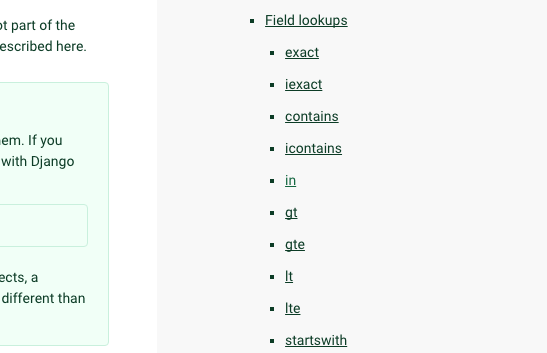 ot part of the
escribed here.
em. If you
with Django
ects, a
different than
Field lookups
exact
iexact
contains
icontains
in
gt
gte
lt
lte
startswith